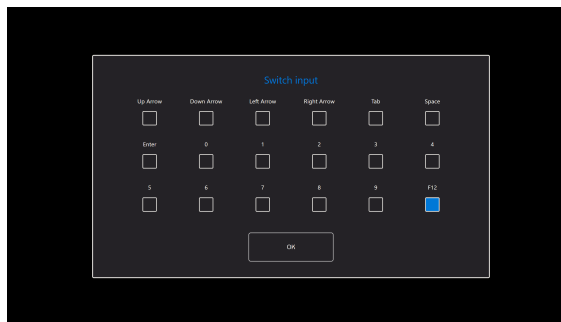 Switch input
Up Arrow Down Arrow Left Arrow Right Arrow Tab Space
Enter 0 1 2 3 4
5 6 7 8 9 F12
OK